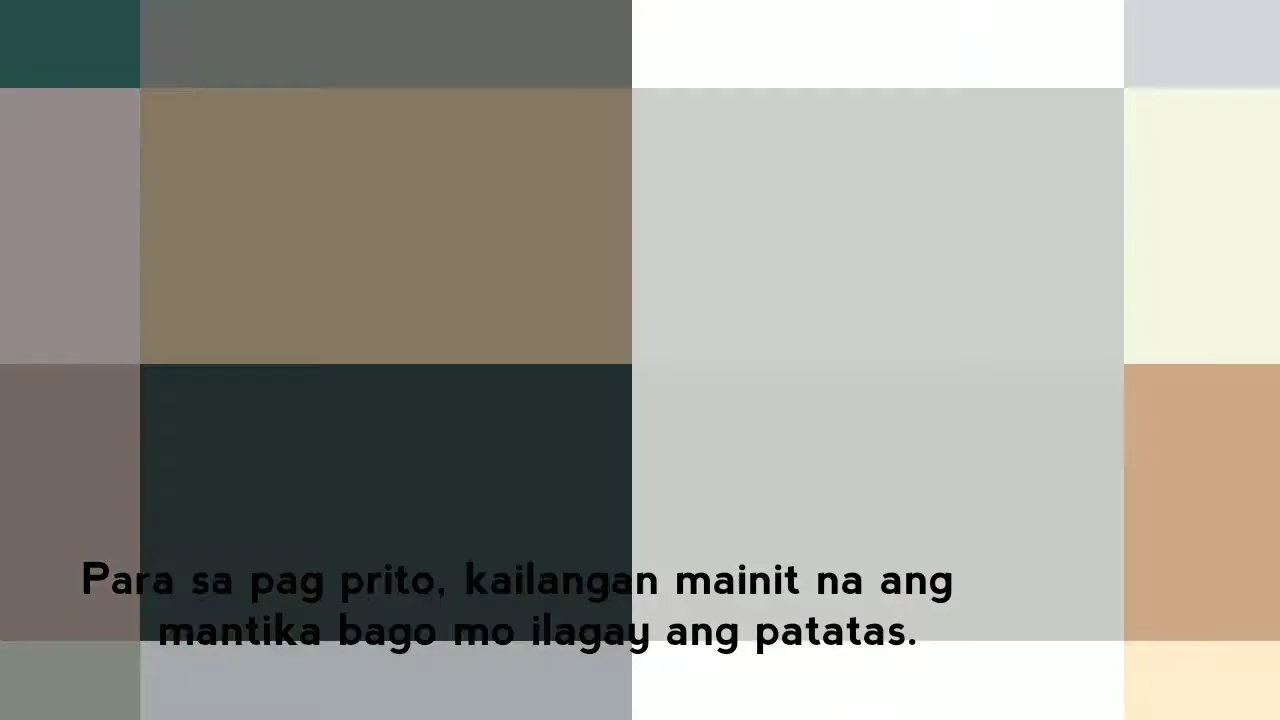 Para sa pag prito, kailangan mainit na ang
mantika bago mo ilagay ang patatas.